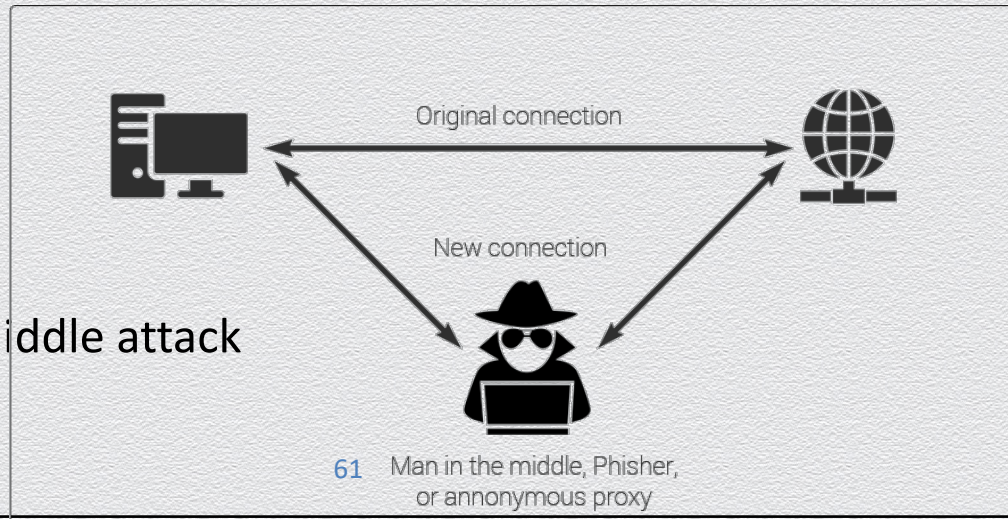 Original connection
New connection
iddle attack
61
Man in the middle, Phisher,
or annonymous proxy